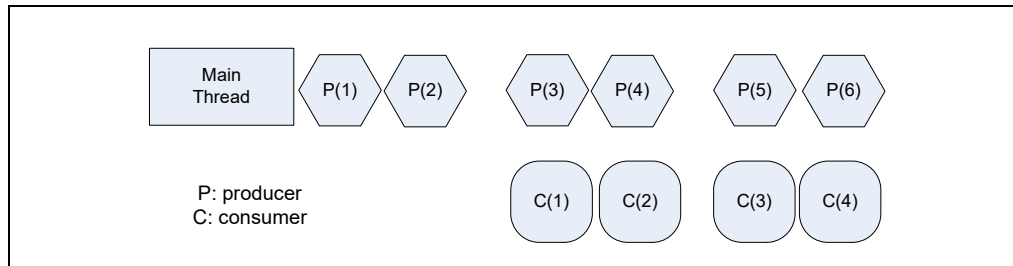 Main
Thread
P(1)
P(2)
P(3)
P(4)
P(5)
P(6)
P: producer
C: consumer
C(1)
C(2)
C(3)
C(4)